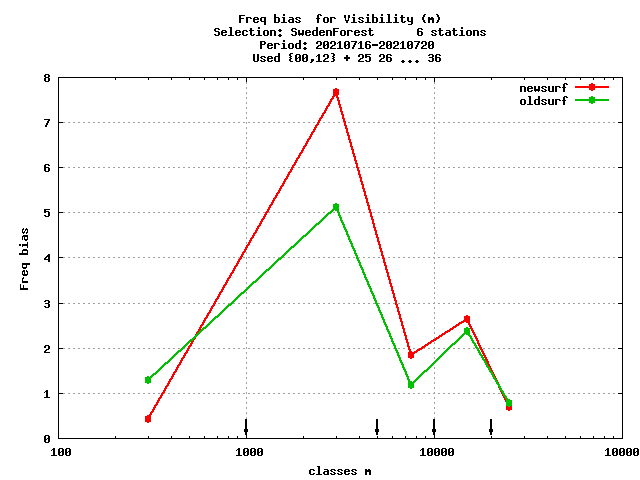 Freq bias  for Visibility (m)
Selection: SwedenForest      6 stations
Period: 20210716-20210720
Used {00,12} + 25 26 ... 36
newsurf
oldsurf
8
7
6
5
4
3
2
1
0
Freq bias
100 1000 10000 10000
classes m